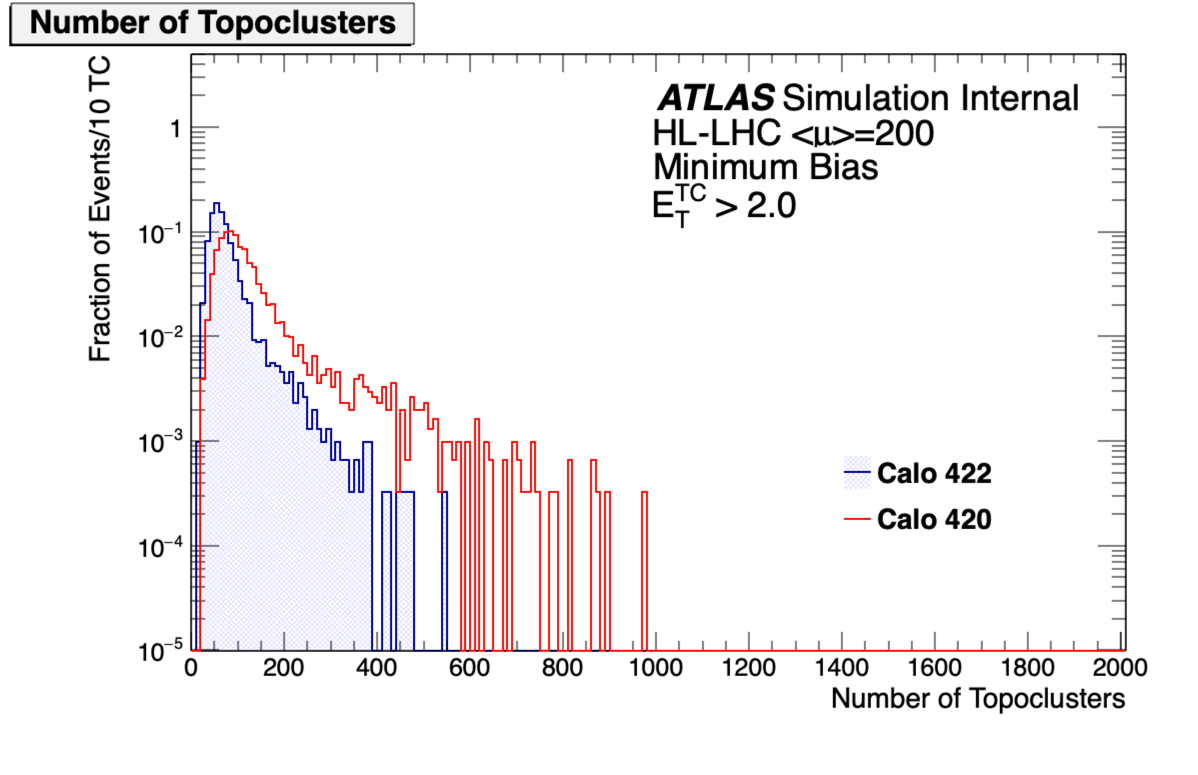 Number of Topoclusters
Fraction of Events/10 TC
ATLAS Simulation Internal
HL-LHC <μ>=200
Minimum Bias
E_T^TC > 2.0
1
10⁻¹
10⁻²
10⁻³
10⁻⁴
10⁻⁵
Calo 422
Calo 420
0 200 400 600 800 1000 1200 1400 1600 1800 2000
Number of Topoclusters